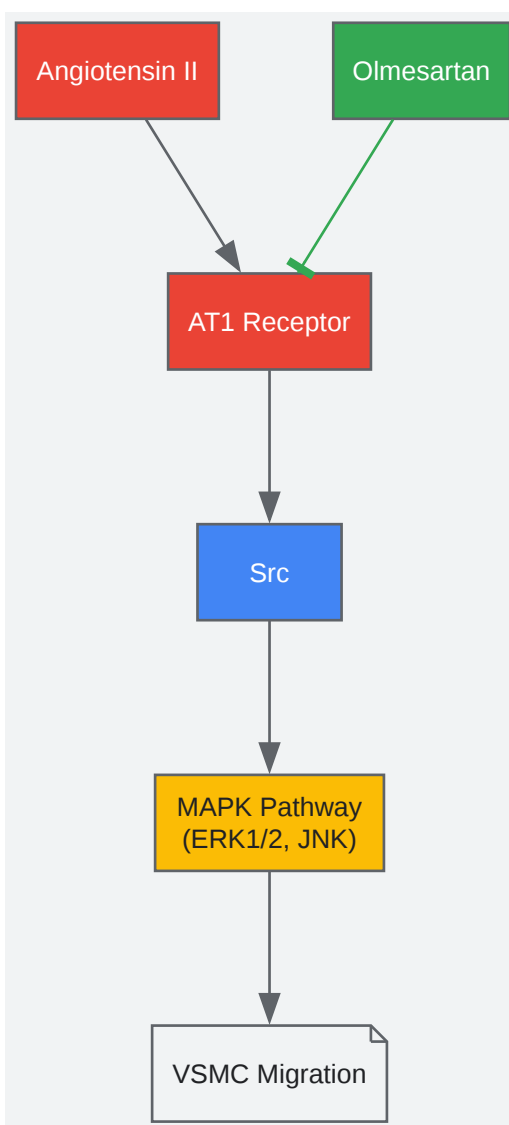 Angiotensin II
Olmesartan
AT1 Receptor
Src
MAPK Pathway
(ERK1/2, JNK)
VSMC Migration